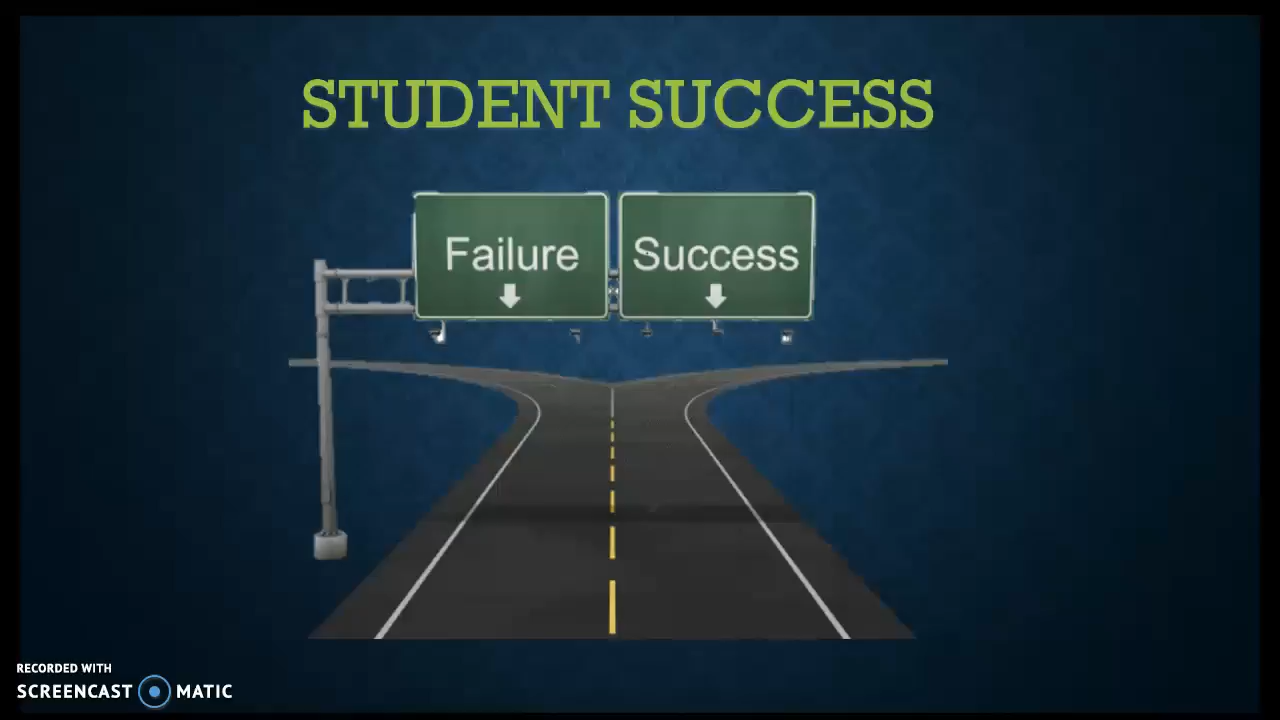 STUDENT SUCCESS
Failure
Success
RECORDED WITH
SCREENCAST MATIC